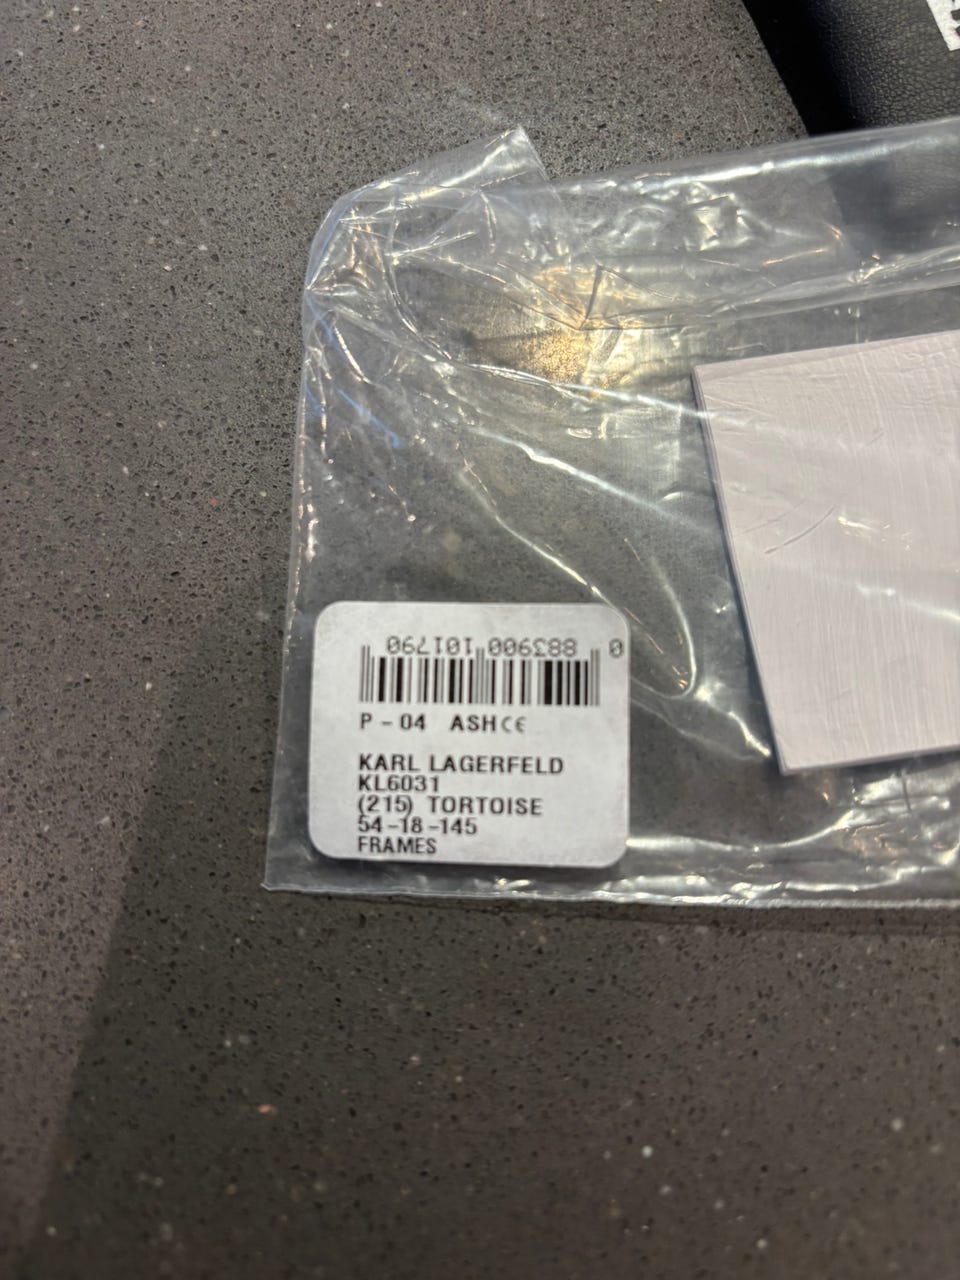 0 883900 101790
P-04 ASH CE
KARL LAGERFELD
KL6031
(215) TORTOISE
54-18-145
FRAMES